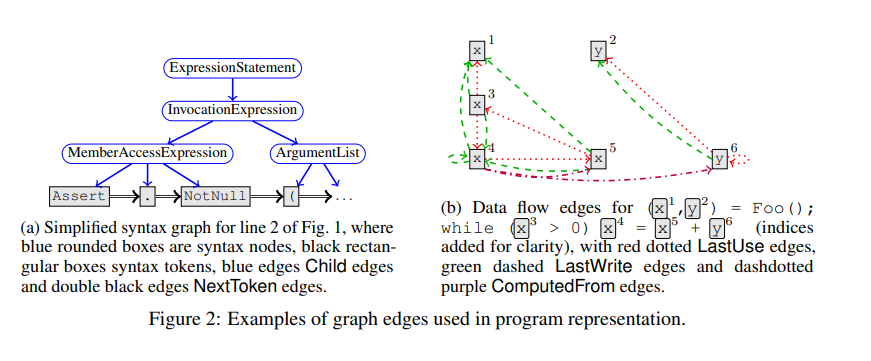 ExpressionStatement
InvocationExpression
MemberAccessExpression
ArgumentList
Assert . NotNull ( ...
(a) Simplified syntax graph for line 2 of Fig. 1, where
blue rounded boxes are syntax nodes, black rectan-
gular boxes syntax tokens, blue edges Child edges
and double black edges NextToken edges.
x 1
y 2
x 3
x 4
x 5
y 6
(b) Data flow edges for (x1,y2) = Foo();
while (x3 > 0) x4 = x5 + y6 (indices
added for clarity), with red dotted LastUse edges,
green dashed LastWrite edges and dashdotted
purple ComputedFrom edges.
Figure 2: Examples of graph edges used in program representation.